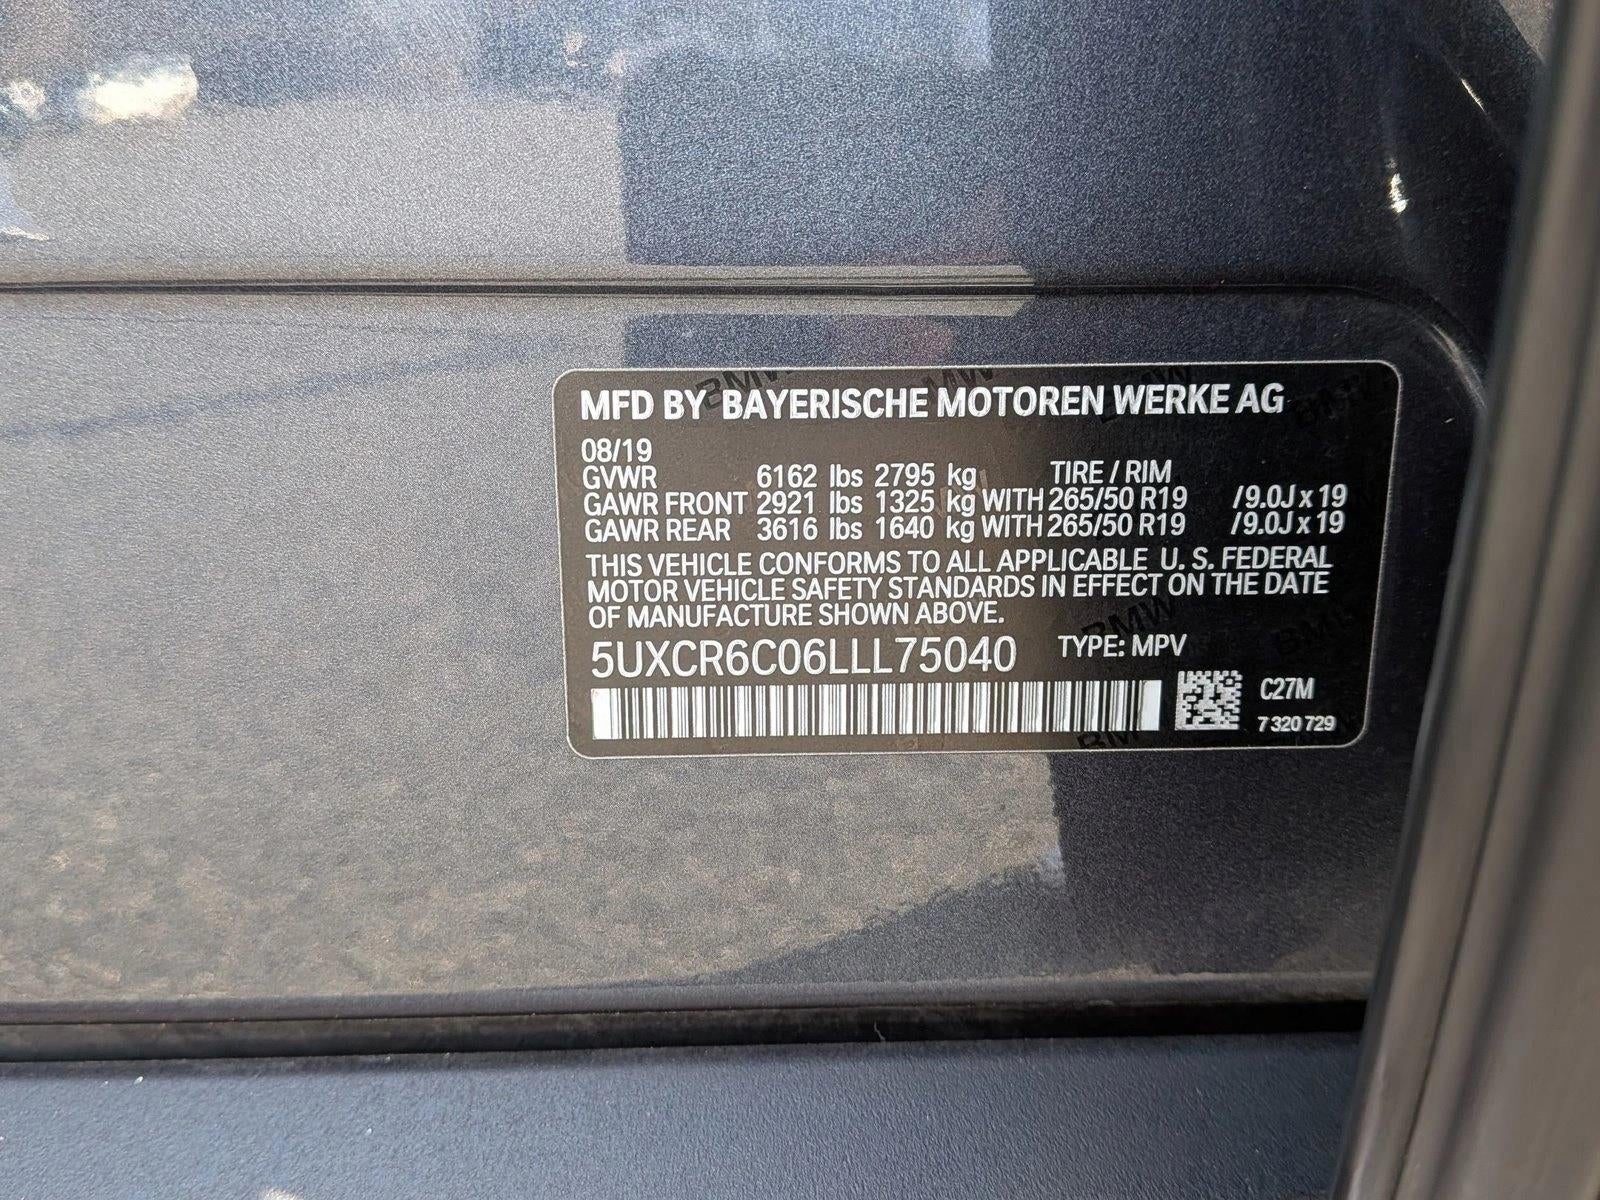 MFD BY BAYERISCHE MOTOREN WERKE AG
08/19
GVWR 6162 lbs 2795 kg TIRE / RIM
GAWR FRONT 2921 lbs 1325 kg WITH 265/50 R19 /9.0J x 19
GAWR REAR 3616 lbs 1640 kg WITH 265/50 R19 /9.0J x 19
THIS VEHICLE CONFORMS TO ALL APPLICABLE U. S. FEDERAL
MOTOR VEHICLE SAFETY STANDARDS IN EFFECT ON THE DATE
OF MANUFACTURE SHOWN ABOVE.
5UXCR6C06LLL75040 TYPE: MPV
C27M
7 320 729